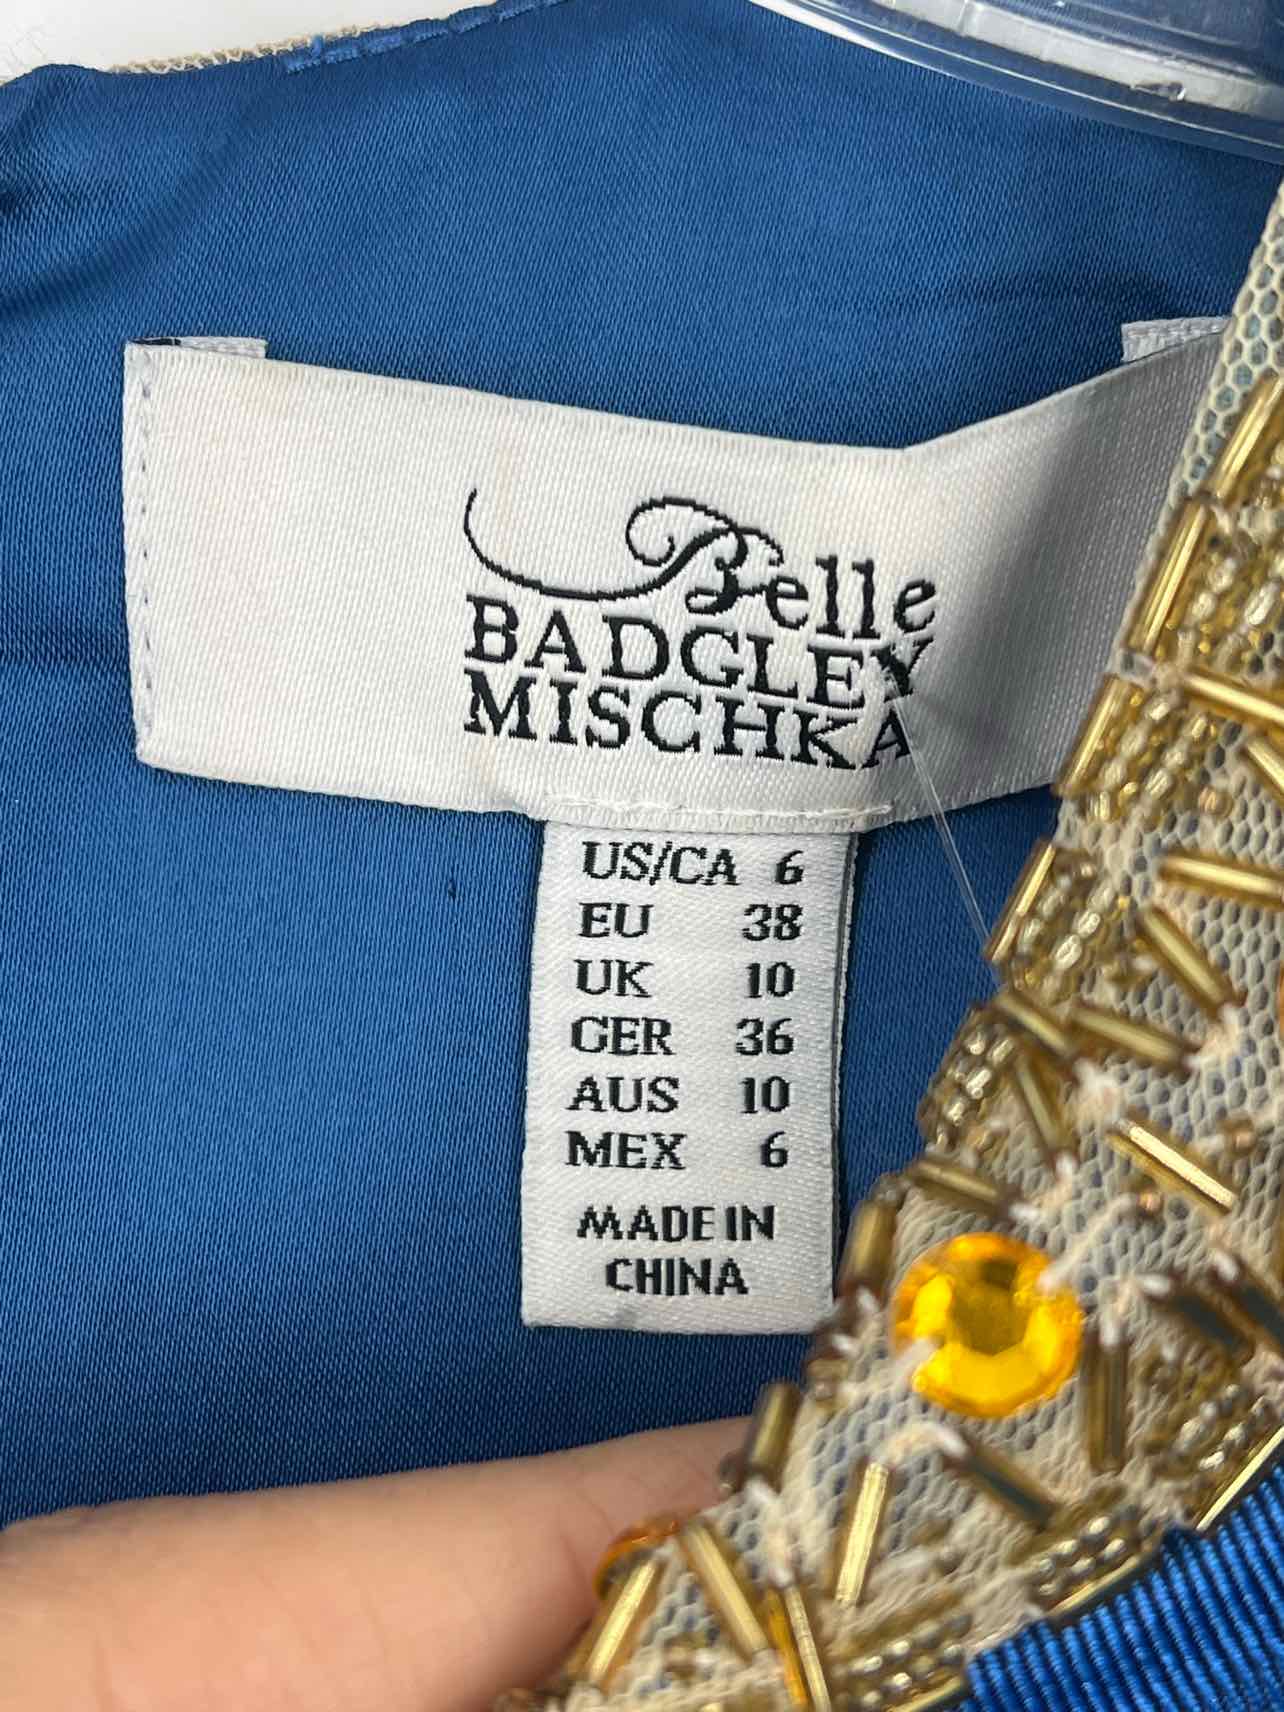 Belle
BADGLEY
MISCHKA
US/CA 6
EU 38
UK 10
GER 36
AUS 10
MEX 6
MADE IN
CHINA